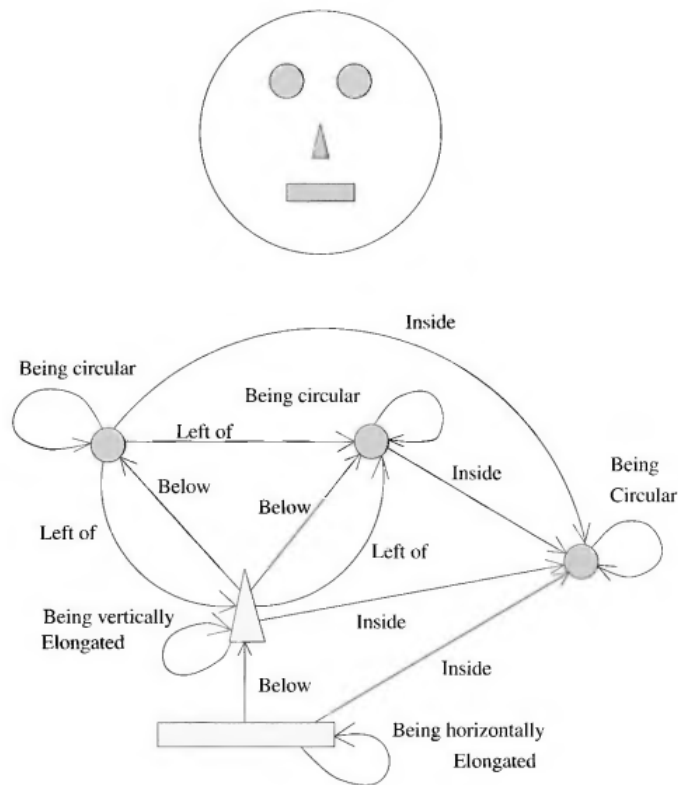 Inside
Being circular
Being circular
Left of
Inside
Being
Circular
Below
Below
Left of
Left of
Being vertically
Elongated
Inside
Inside
Below
Being horizontally
Elongated